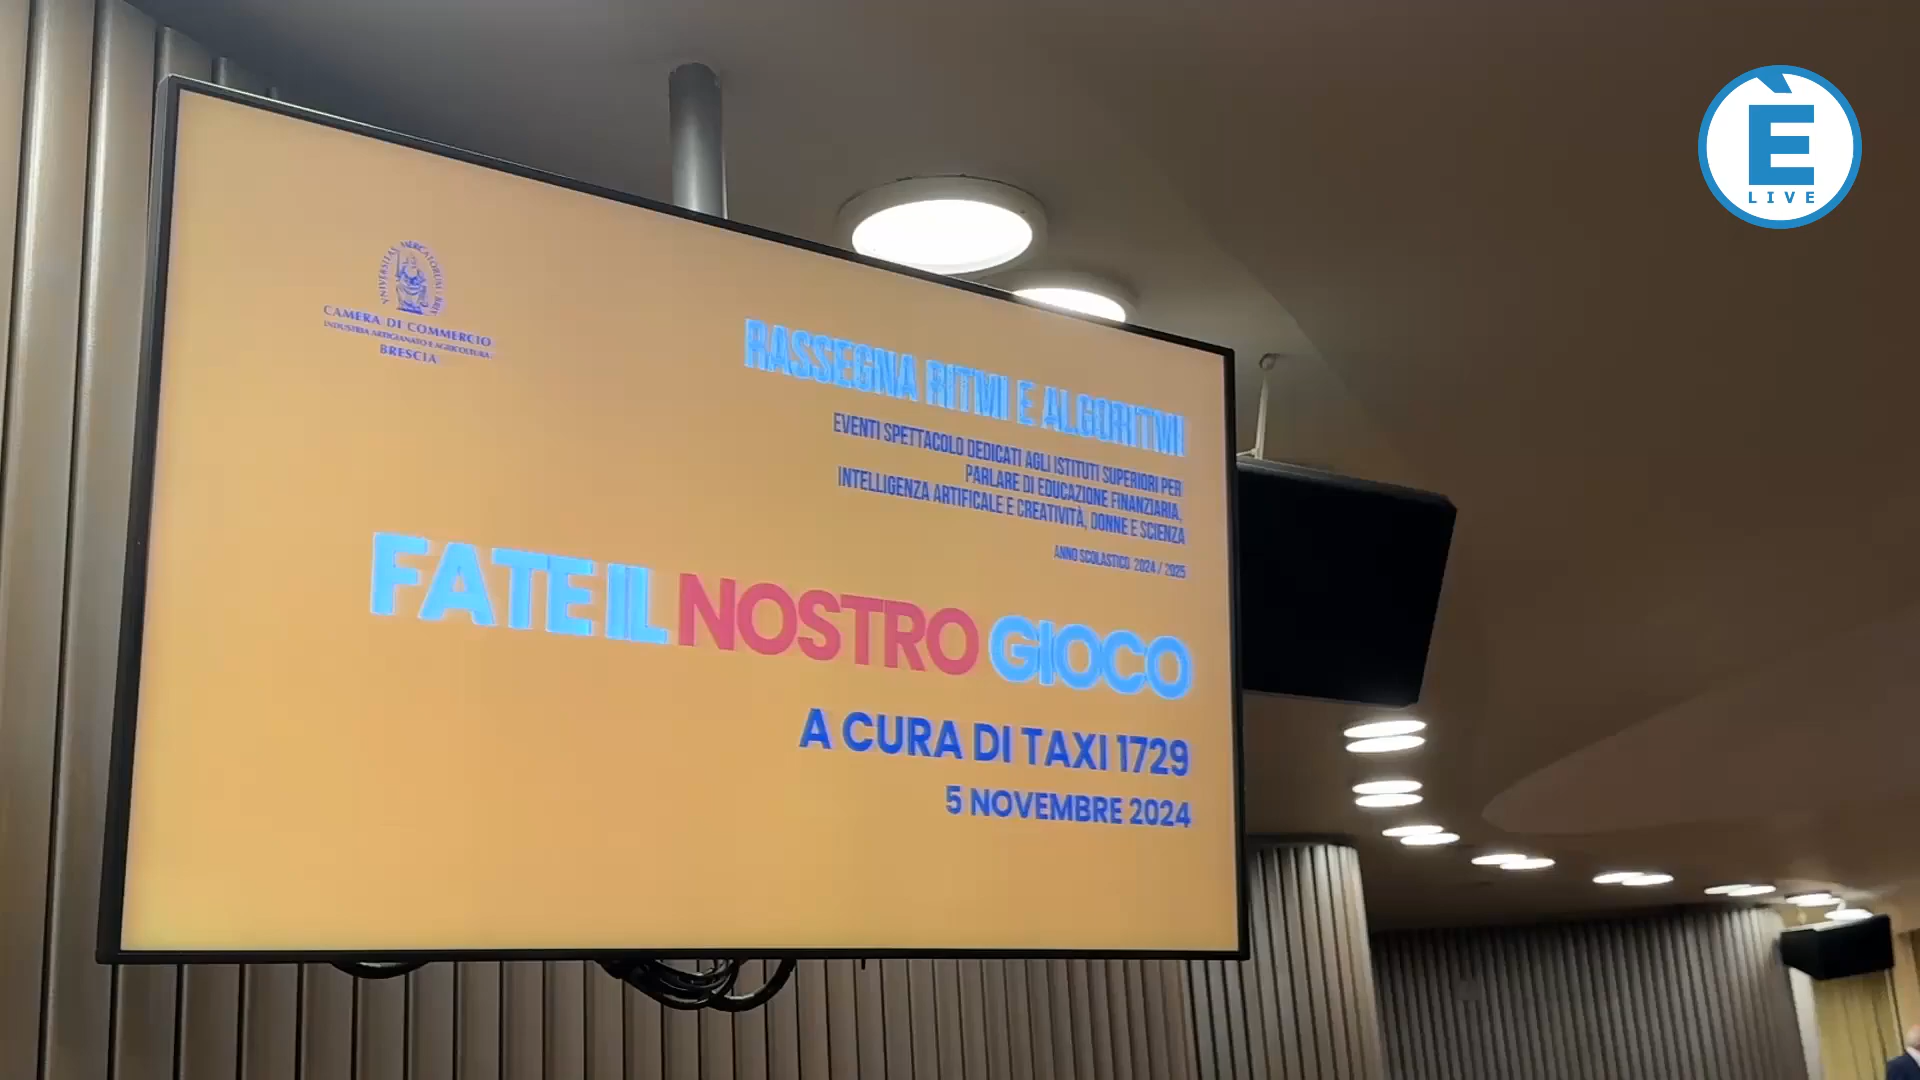 È
LIVE
UNIVERSITAS MERCATORUM
CAMERA DI COMMERCIO
INDUSTRIA ARTIGIANATO E AGRICOLTURA
BRESCIA
RASSEGNA RITMI E ALGORITMI
EVENTI SPETTACOLO DEDICATI AGLI ISTITUTI SUPERIORI PER
PARLARE DI EDUCAZIONE FINANZIARIA,
INTELLIGENZA ARTIFICALE E CREATIVITÀ, DONNE E SCIENZA
ANNO SCOLASTICO 2024 / 2025
FATE IL NOSTRO GIOCO
A CURA DI TAXI 1729
5 NOVEMBRE 2024